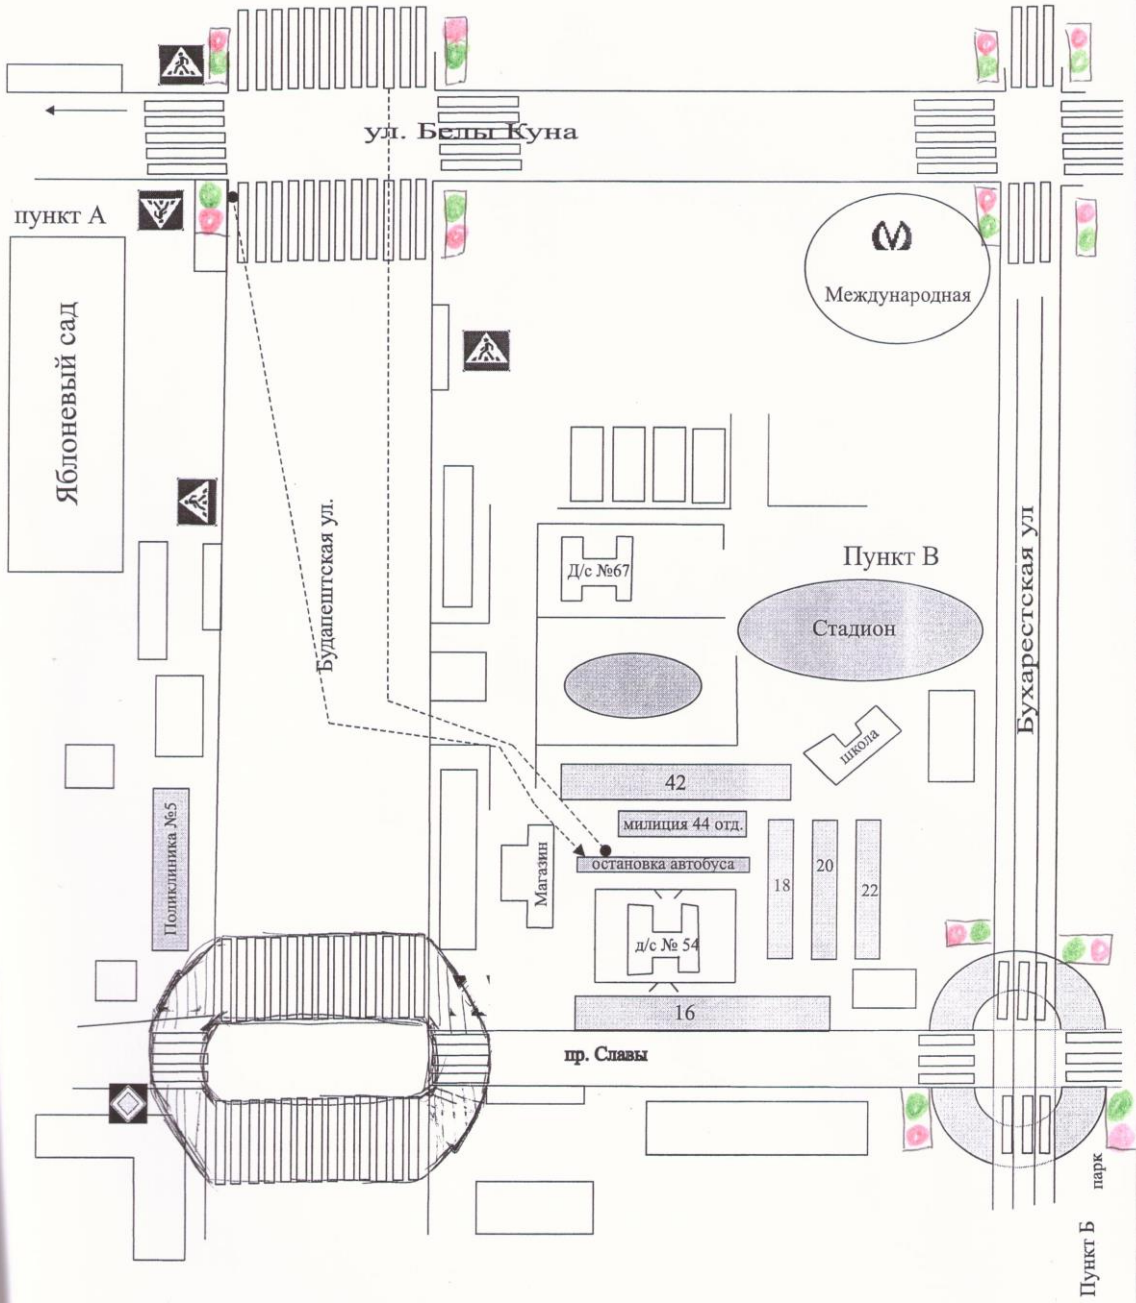 ул. Белы Куна
пункт А
Яблоневый сад
Международная
Будапештская ул.
Д/с №67
Пункт В
Стадион
Бухарестская ул
школа
42
милиция 44 отд.
остановка автобуса
Магазин
Поликлиника №5
18
20
22
д/с № 54
16
пр. Славы
парк
Пункт Б